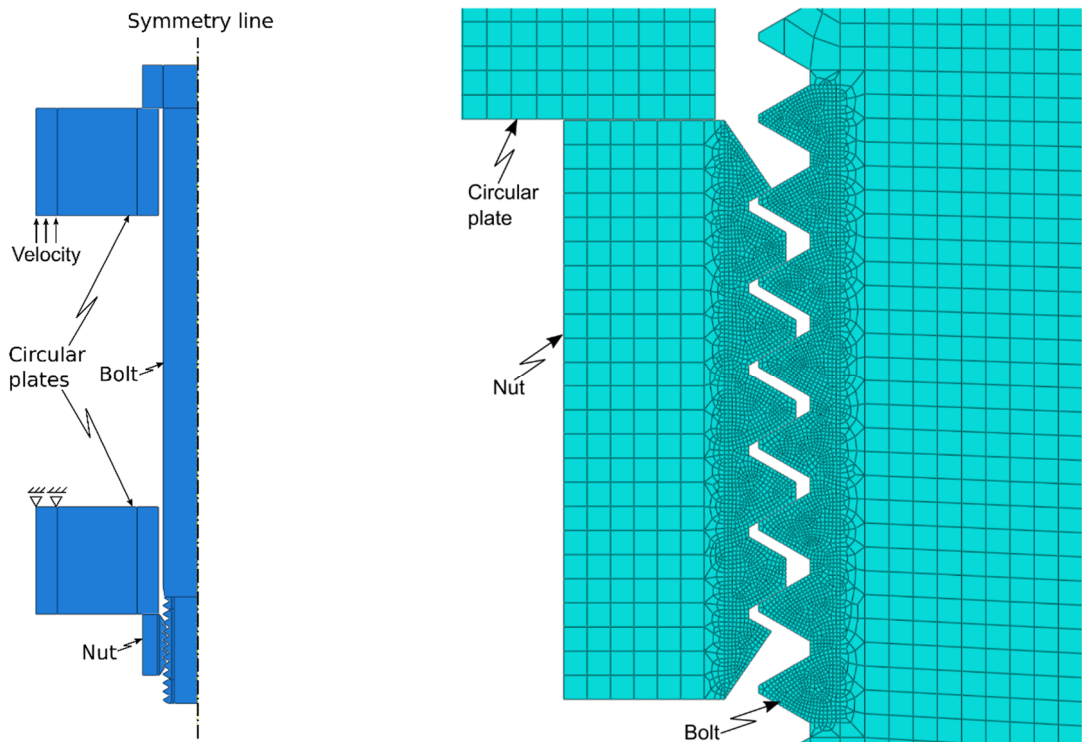 Symmetry line
Velocity
Circular
plates
Bolt
Nut
Circular
plate
Nut
Bolt